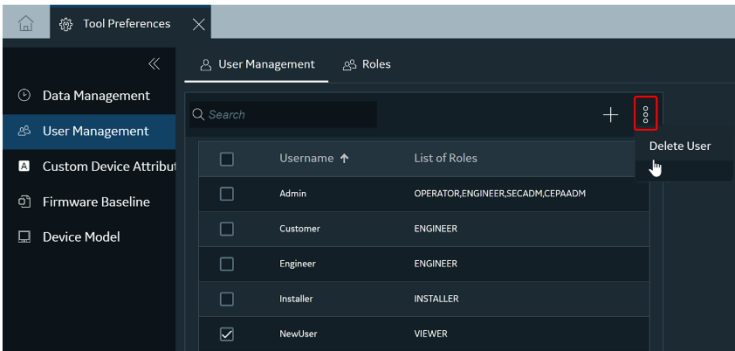 Tool Preferences
User Management
Roles
Data Management
User Management
Custom Device Attribut
Firmware Baseline
Device Model
Search
Delete User
Username List of Roles
Admin OPERATOR,ENGINEER,SECADM,CEPAADM
Customer ENGINEER
Engineer ENGINEER
Installer INSTALLER
NewUser VIEWER